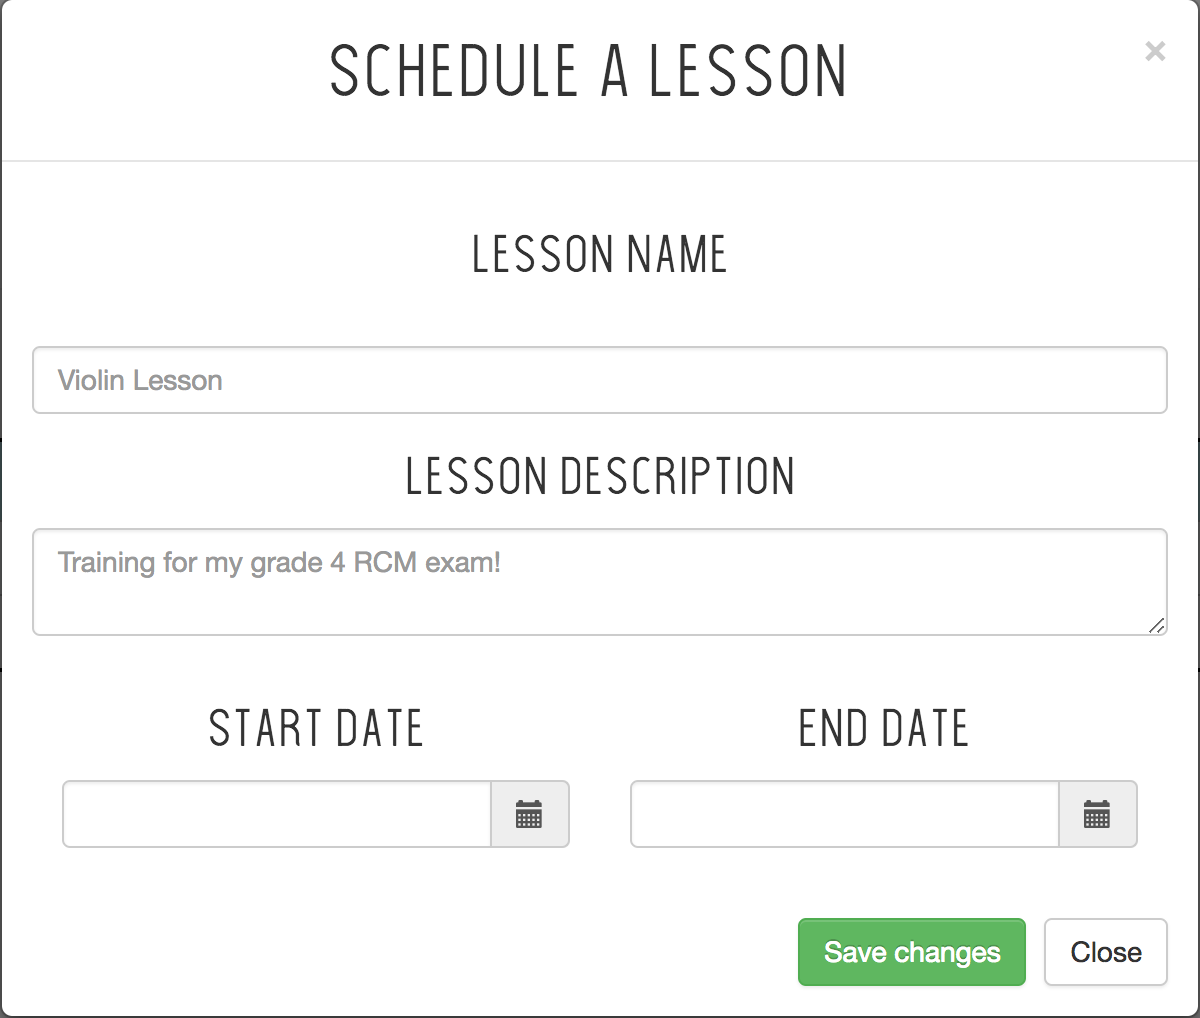 SCHEDULE A LESSON
×
LESSON NAME
Violin Lesson
LESSON DESCRIPTION
Training for my grade 4 RCM exam!
START DATE
END DATE
Save changes
Close